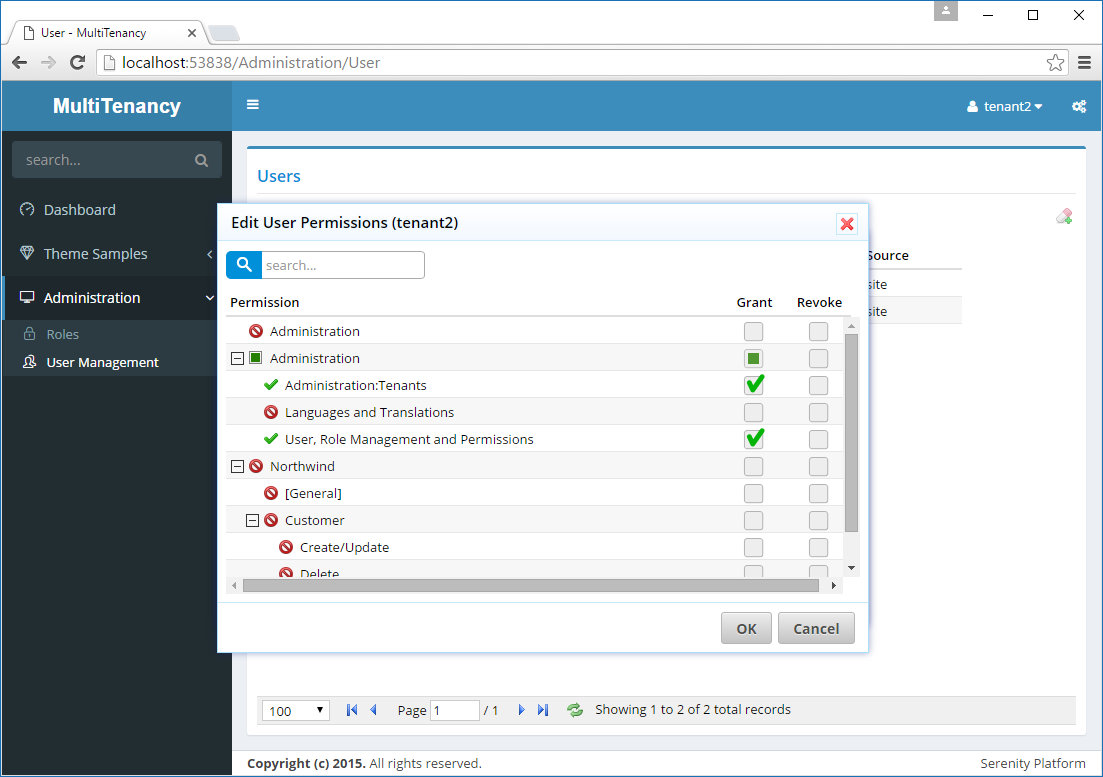 User - MultiTenancy
localhost:53838/Administration/User
MultiTenancy
tenant2
search...
Dashboard
Theme Samples
Administration
Roles
User Management
Users
Source
site
site
Edit User Permissions (tenant2)
search...
Permission Grant Revoke
Administration
Administration
Administration:Tenants
Languages and Translations
User, Role Management and Permissions
Northwind
[General]
Customer
Create/Update
Delete
OK Cancel
100 Page 1 / 1 Showing 1 to 2 of 2 total records
Copyright (c) 2015. All rights reserved. Serenity Platform